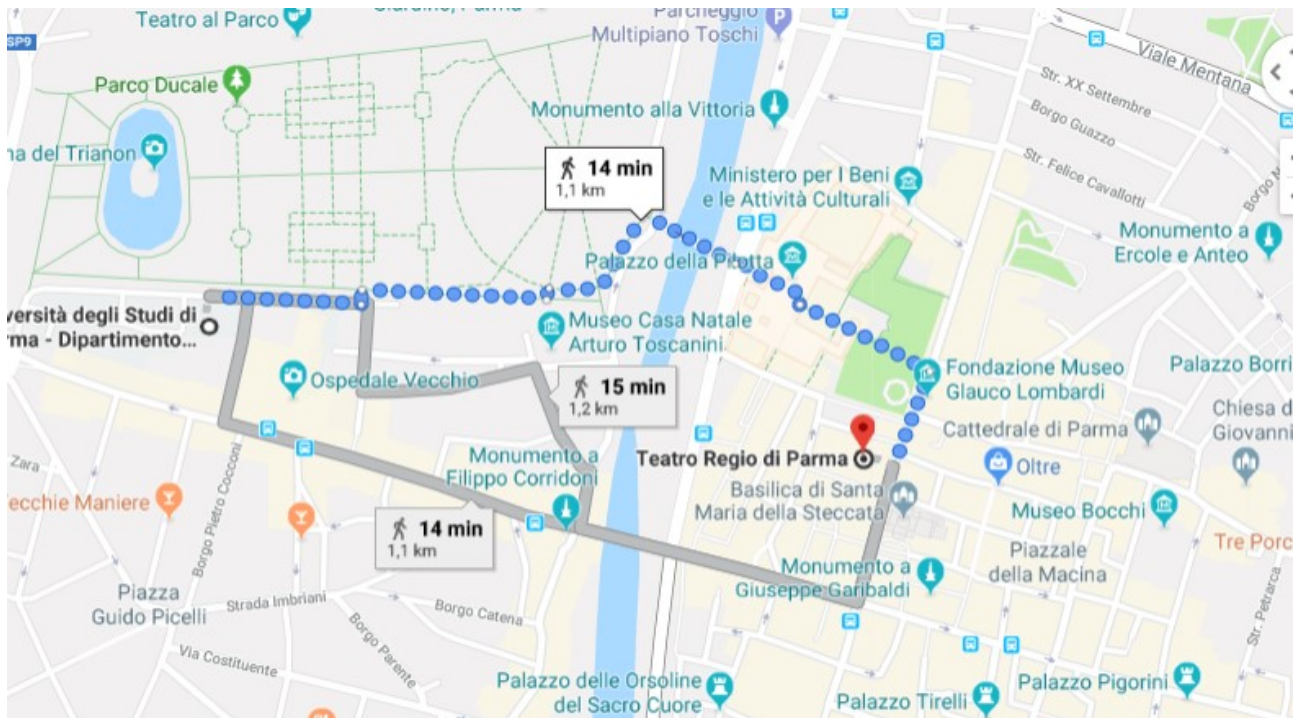 Teatro al Parco
Giardino, Parma
Parcheggio
Multipiano Toschi
SP9
Viale Mentana
Parco Ducale
Str. XX Settembre
Monumento alla Vittoria
Borgo Guazzo
na del Trianon
14 min
1,1 km
Ministero per I Beni
e le Attività Culturali
Str. Felice Cavallotti
Monumento a
Ercole e Anteo
Palazzo della Pilotta
versità degli Studi di
rma - Dipartimento...
Museo Casa Natale
Arturo Toscanini
Ospedale Vecchio
15 min
1,2 km
Fondazione Museo
Glauco Lombardi
Palazzo Borri
Cattedrale di Parma
Chiesa d
Giovanni
Teatro Regio di Parma
Oltre
Zara
Monumento a
Filippo Corridoni
Basilica di Santa
Maria della Steccata
Museo Bocchi
ecchie Maniere
Borgo Pietro Cocconi
14 min
1,1 km
Tre Porc
Piazzale
della Macina
Monumento a
Giuseppe Garibaldi
Piazza
Guido Picelli
Strada Imbriani
Borgo Catena
Str. Petrarca
Borgo Parente
Via Costituente
Palazzo delle Orsoline
del Sacro Cuore
Palazzo Tirelli
Palazzo Pigorini